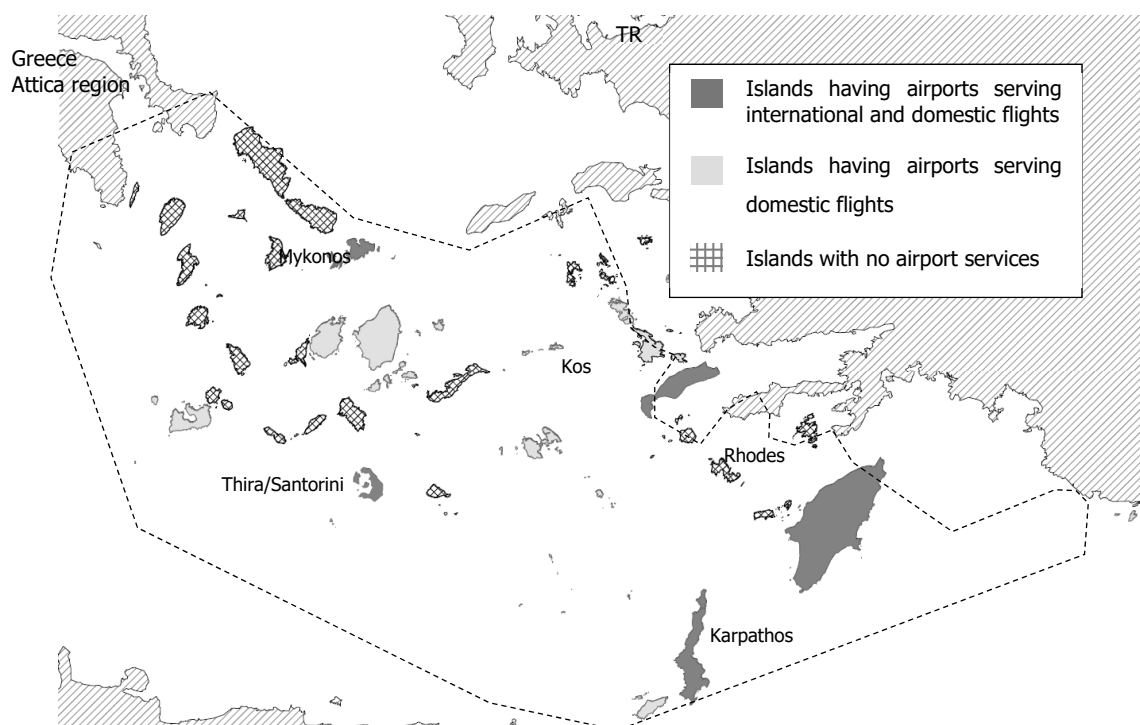 TR
Greece
Attica region
Islands having airports serving
international and domestic flights
Islands having airports serving
domestic flights
Islands with no airport services
Mykonos
Kos
Rhodes
Thira/Santorini
Karpathos